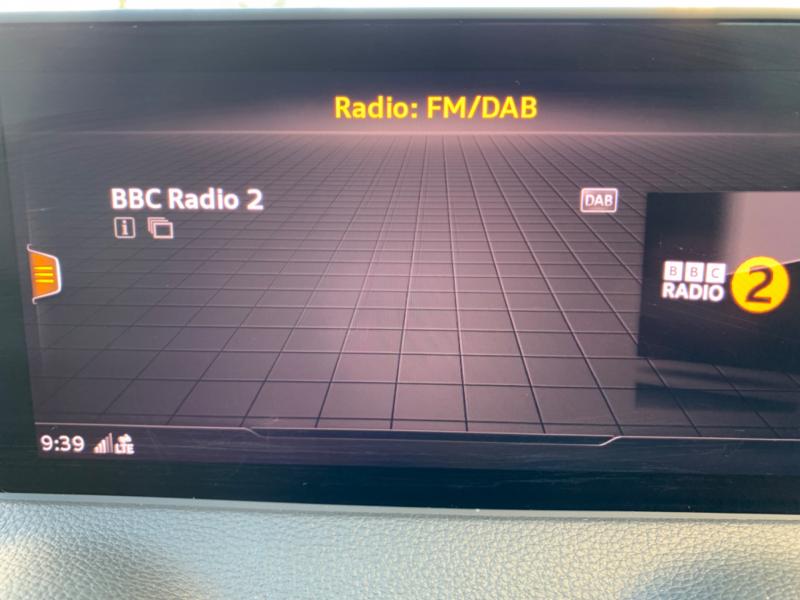 Radio: FM/DAB
BBC Radio 2
DAB
BBC
RADIO 2
9:39
LTE